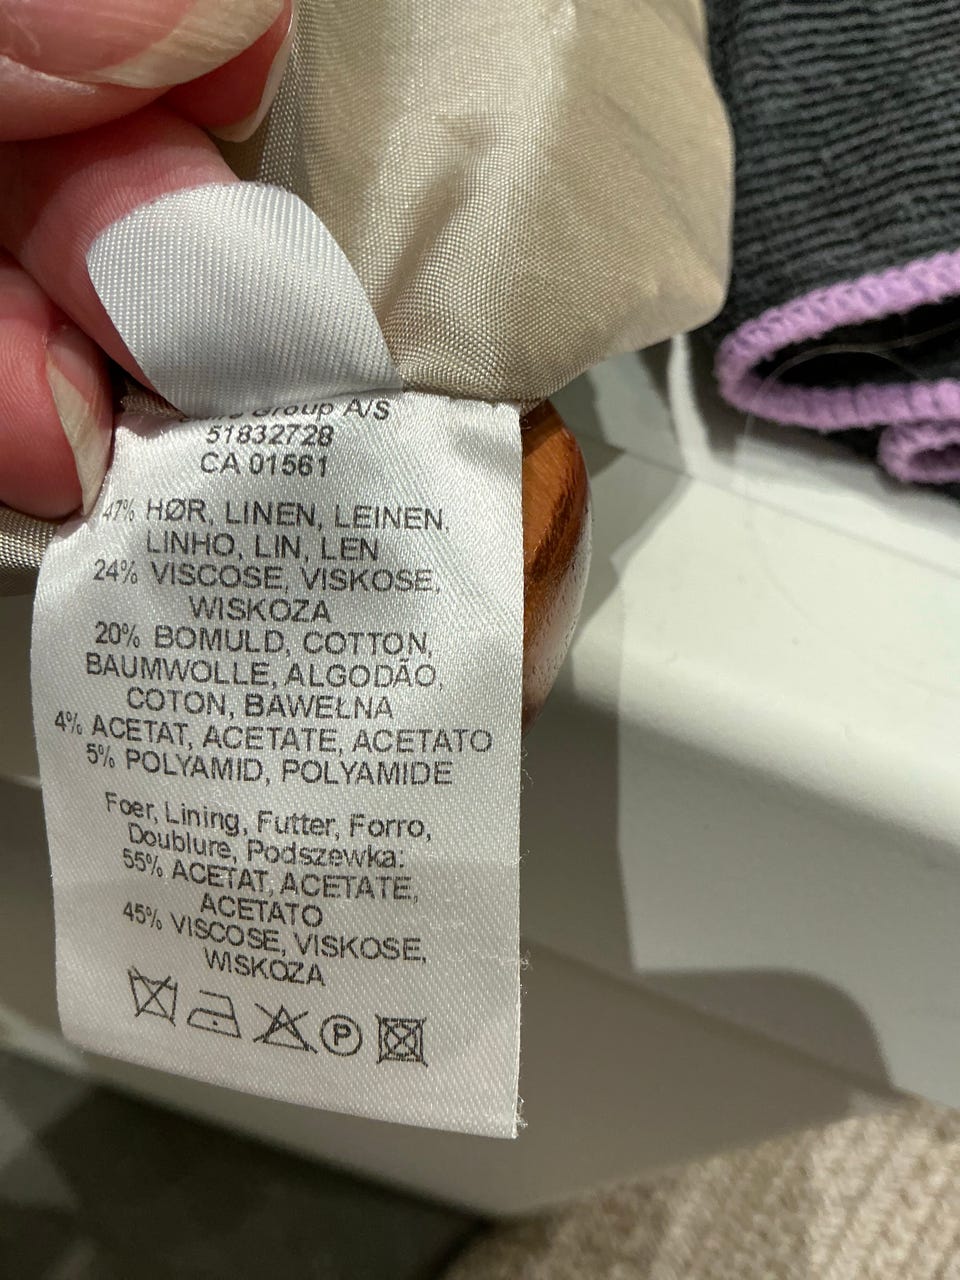 Group A/S
51832728
CA 01561
47% HØR, LINEN, LEINEN,
LINHO, LIN, LEN
24% VISCOSE, VISKOSE,
WISKOZA
20% BOMULD, COTTON,
BAUMWOLLE, ALGODÃO,
COTON, BAWEŁNA
4% ACETAT, ACETATE, ACETATO
5% POLYAMID, POLYAMIDE
Foer, Lining, Futter, Forro,
Doublure, Podszewka:
55% ACETAT, ACETATE,
ACETATO
45% VISCOSE, VISKOSE,
WISKOZA
P